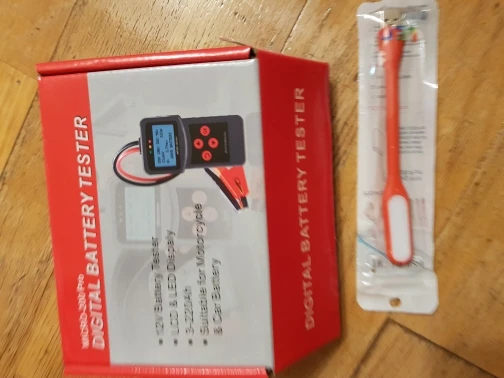 MICRO-200 Pro
DIGITAL BATTERY TESTER
• 12V Battery Tester
• LCD & LED Dispaly
• 3-220Ah
• Suitable for Motorcycle
& Car Battery
DIGITAL BATTERY TESTER